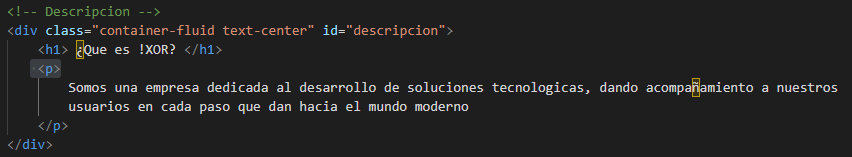 <!-- Descripcion -->
<div class="container-fluid text-center" id="descripcion">
    <h1> ¿Que es !XOR? </h1>
    <p>
        Somos una empresa dedicada al desarrollo de soluciones tecnologicas, dando acompañamiento a nuestros
        usuarios en cada paso que dan hacia el mundo moderno
    </p>
</div>